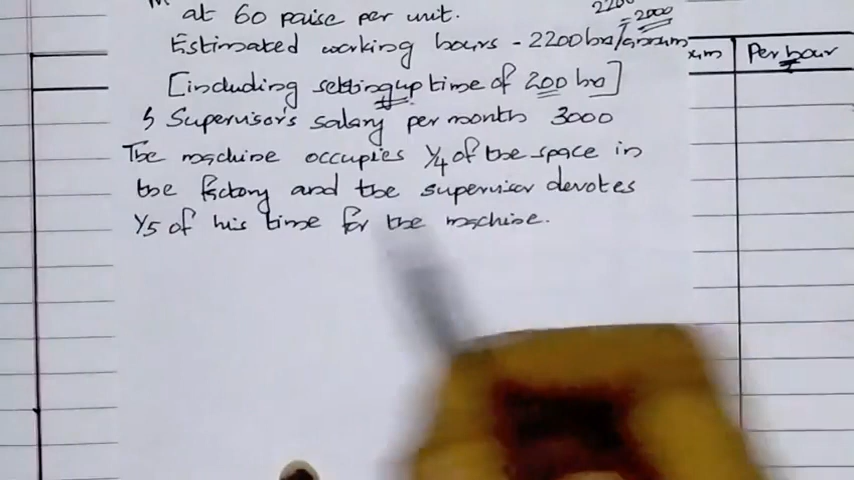 at 60 paise per unit.
2200
= 2000
Estimated working hours - 2200 hrs/annum
[including setting up time of 200 hrs]
Per hour
Supervisor's salary per month 3000
The machine occupies 1/4 of the space in
the factory and the supervisor devotes
1/5 of his time for the machine.